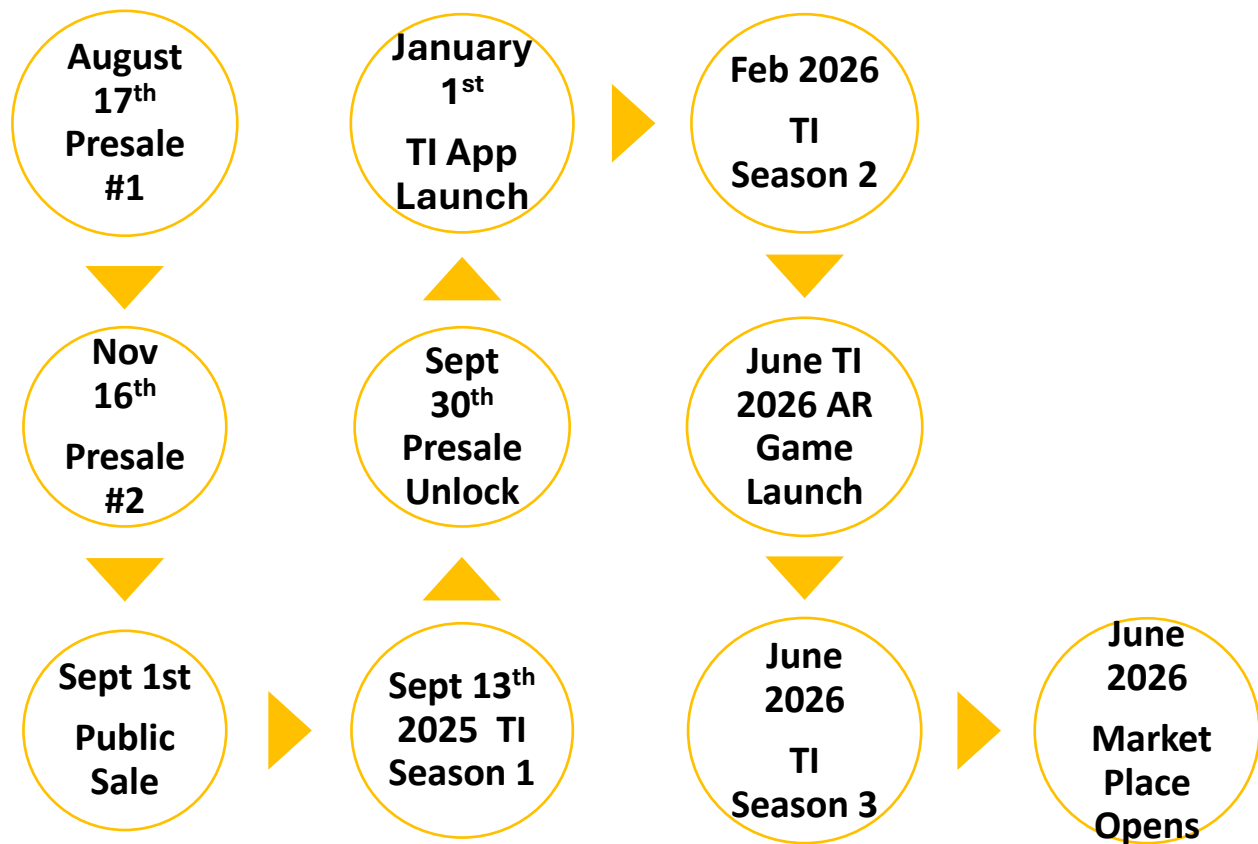 August
17th
Presale
#1
Nov
16th
Presale
#2
Sept 1st
Public
Sale
Sept 13th
2025 TI
Season 1
Sept
30th
Presale
Unlock
January
1st
TI App
Launch
Feb 2026
TI
Season 2
June TI
2026 AR
Game
Launch
June
2026
TI
Season 3
June
2026
Market
Place
Opens